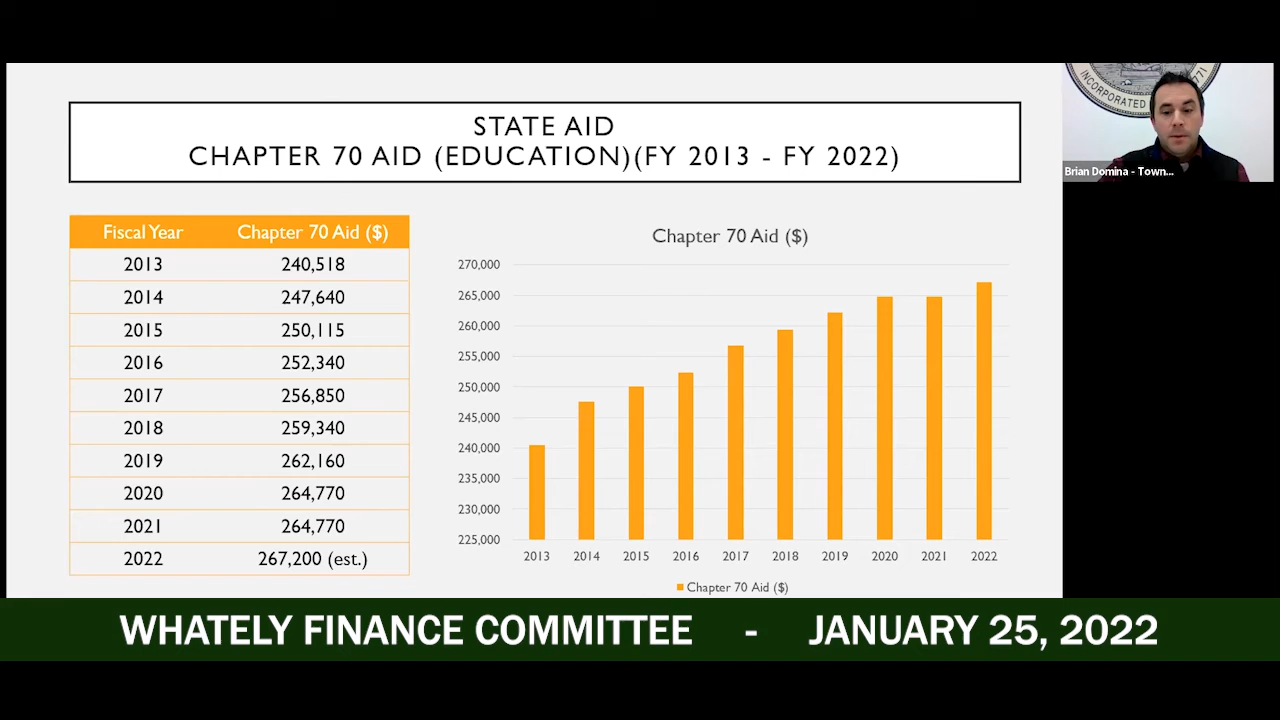 STATE AID
CHAPTER 70 AID (EDUCATION)(FY 2013 - FY 2022)
INCORPORATED
1771
Brian Domina - Town...
Fiscal Year Chapter 70 Aid ($)
2013 240,518
2014 247,640
2015 250,115
2016 252,340
2017 256,850
2018 259,340
2019 262,160
2020 264,770
2021 264,770
2022 267,200 (est.)
Chapter 70 Aid ($)
270,000
265,000
260,000
255,000
250,000
245,000
240,000
235,000
230,000
225,000
2013 2014 2015 2016 2017 2018 2019 2020 2021 2022
Chapter 70 Aid ($)
WHATELY FINANCE COMMITTEE - JANUARY 25, 2022